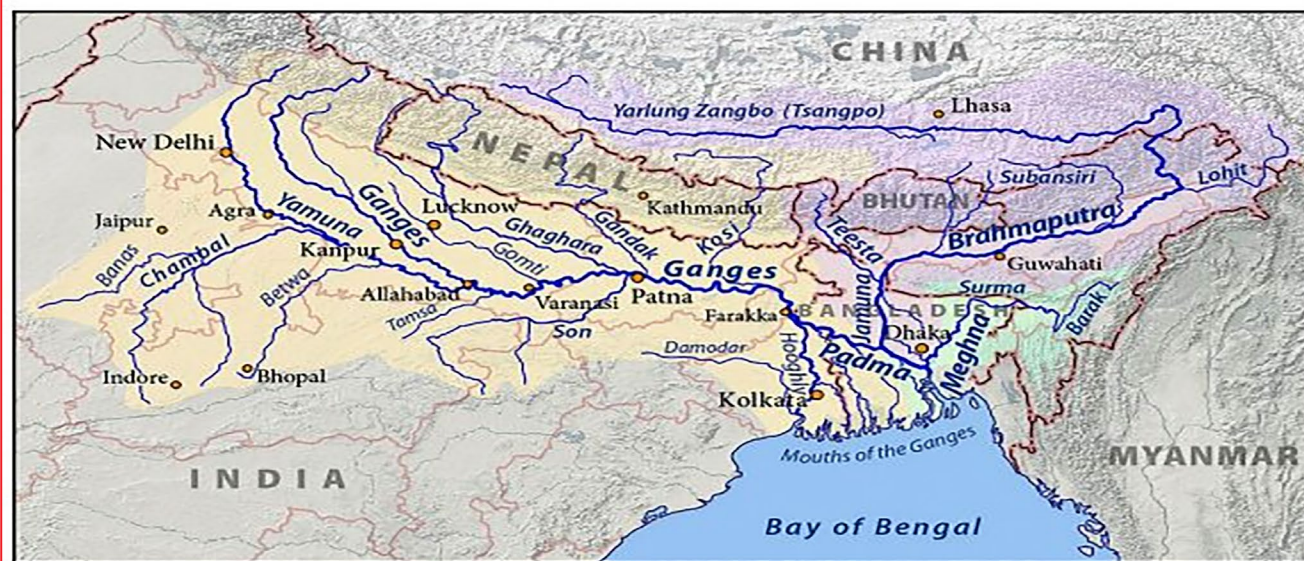 CHINA
Yarlung Zangbo (Tsangpo)
Lhasa
New Delhi
NEPAL
Subansiri
Lohit
BHUTAN
Kathmandu
Lucknow
Ganges
Yamuna
Agra
Jaipur
Brahmaputra
Teesta
Ghaghara
Gandak
Kosi
Kanpur
Chambal
Banas
Gomti
Ganges
Guwahati
Betwa
Allahabad
Varanasi
Patna
Surma
Jamuna
Tamsa
Son
Farakka
BANGLADESH
Barak
Dhaka
Damodar
Hooghly
Padma
Meghna
Indore
Bhopal
Kolkata
Mouths of the Ganges
MYANMAR
INDIA
Bay of Bengal